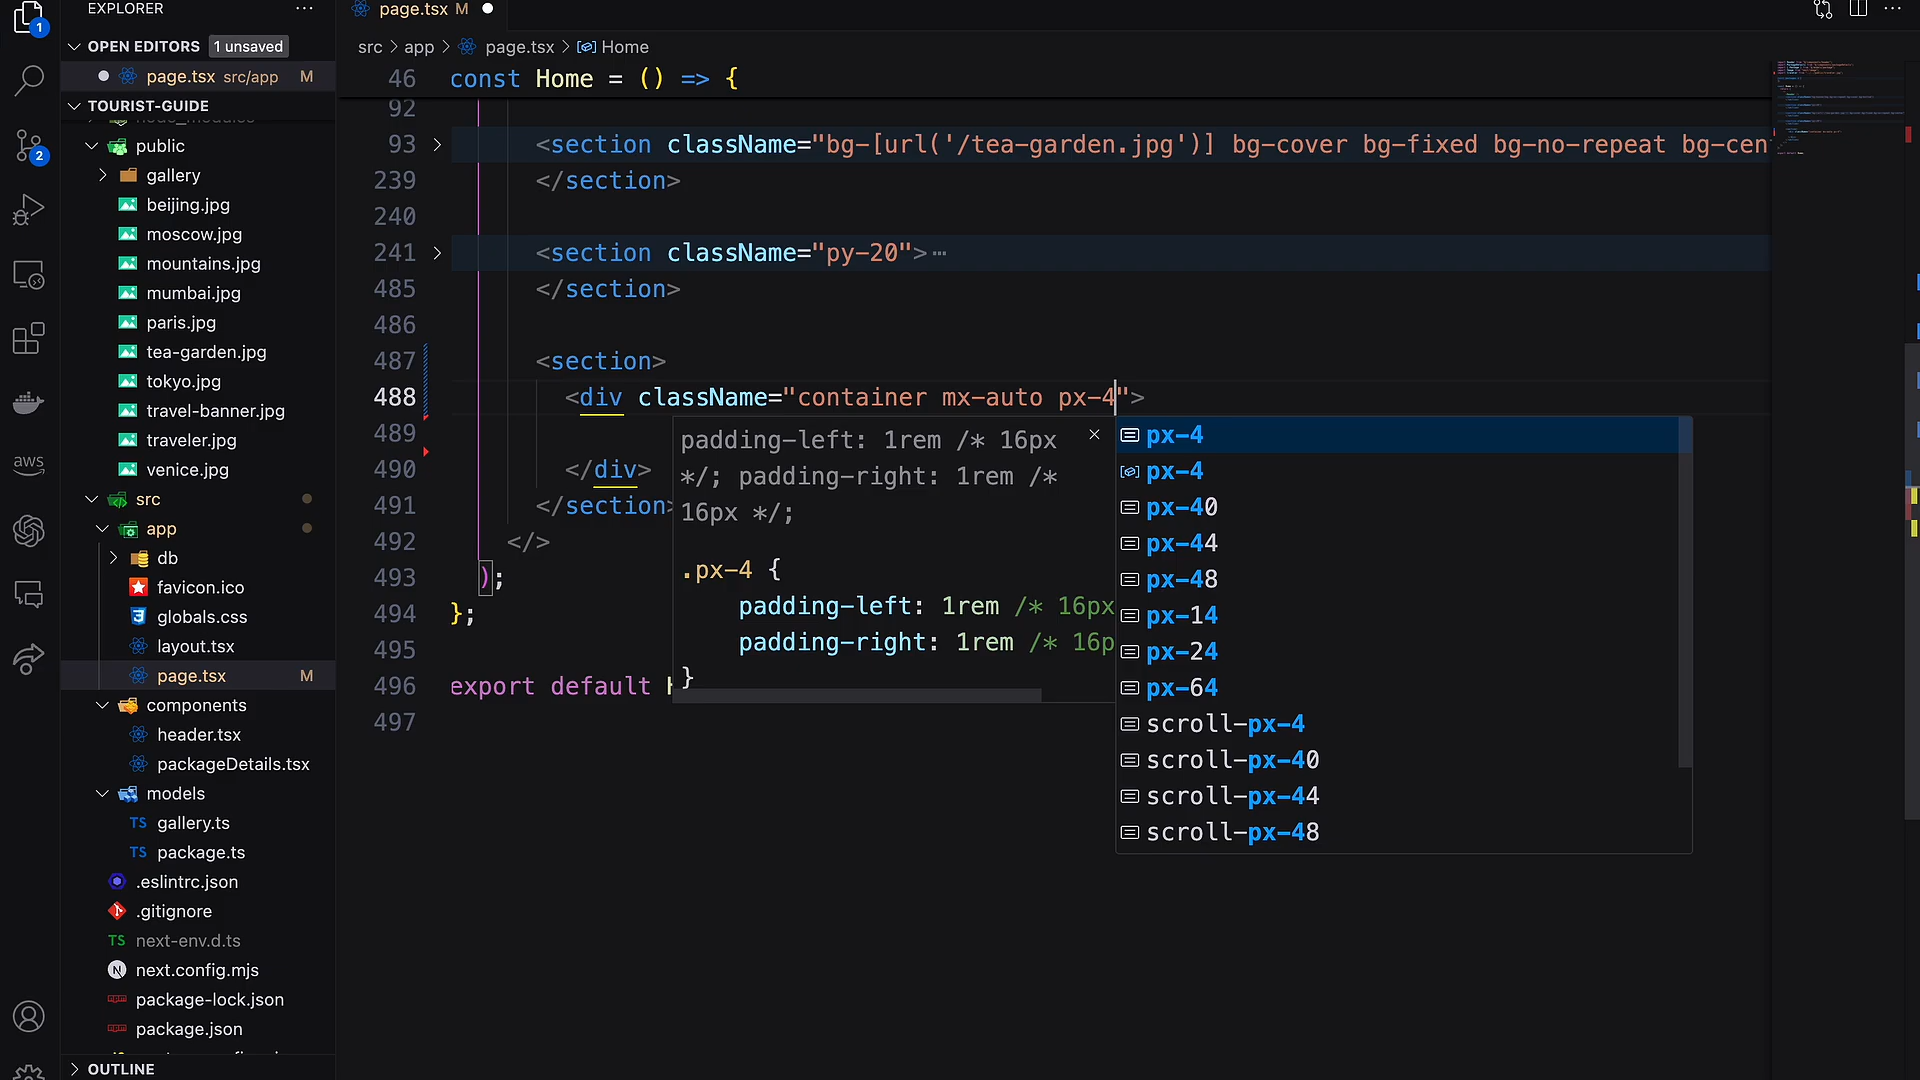 EXPLORER
1
OPEN EDITORS 1 unsaved
page.tsx src/app M
TOURIST-GUIDE
node_modules
public
gallery
beijing.jpg
moscow.jpg
mountains.jpg
mumbai.jpg
paris.jpg
tea-garden.jpg
tokyo.jpg
travel-banner.jpg
traveler.jpg
venice.jpg
src
app
db
favicon.ico
globals.css
layout.tsx
page.tsx M
components
header.tsx
packageDetails.tsx
models
TS gallery.ts
TS package.ts
.eslintrc.json
.gitignore
TS next-env.d.ts
N next.config.mjs
package-lock.json
package.json
OUTLINE
2
aws
page.tsx M
src > app > page.tsx > Home
46 const Home = () => {
92
93 <section className="bg-[url('/tea-garden.jpg')] bg-cover bg-fixed bg-no-repeat bg-cen
239 </section>
240
241 <section className="py-20">⋯
485 </section>
486
487 <section>
488 <div className="container mx-auto px-4">
489
490 </div>
491 </section>
492 </>
493 );
494 };
495
496 export default H
497
padding-left: 1rem /* 16px
*/; padding-right: 1rem /*
16px */;
.px-4 {
padding-left: 1rem /* 16px
padding-right: 1rem /* 16p
}
px-4
px-4
px-40
px-44
px-48
px-14
px-24
px-64
scroll-px-4
scroll-px-40
scroll-px-44
scroll-px-48